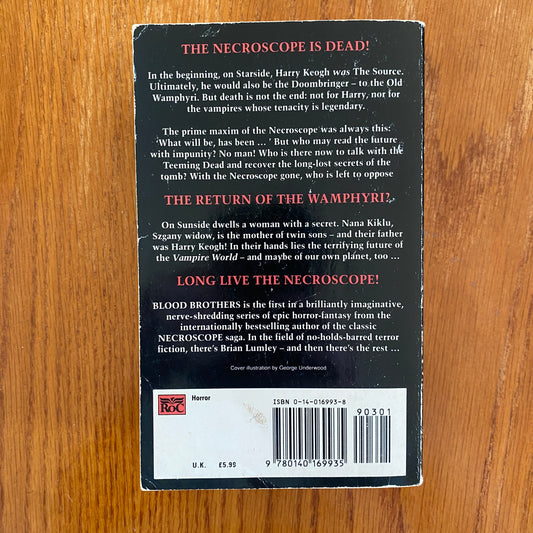 THE NECROSCOPE IS DEAD!
In the beginning, on Starside, Harry Keogh was The Source.
Ultimately, he would also be the Doombringer – to the Old
Wamphyri. But death is not the end: not for Harry, nor for
the vampires whose tenacity is legendary.
The prime maxim of the Necroscope was always this:
'What will be, has been ...' But who may read the future
with impunity? No man! Who is there now to talk with the
Teeming Dead and recover the long-lost secrets of the
tomb? With the Necroscope gone, who is left to oppose
THE RETURN OF THE WAMPHYRI?
On Sunside dwells a woman with a secret. Nana Kiklu,
Szgany widow, is the mother of twin sons – and their father
was Harry Keogh! In their hands lies the terrifying future of
the Vampire World – and maybe of our own planet, too ...
LONG LIVE THE NECROSCOPE!
BLOOD BROTHERS is the first in a brilliantly imaginative,
nerve-shredding series of epic horror-fantasy from the
internationally bestselling author of the classic
NECROSCOPE saga. In the field of no-holds-barred terror
fiction, there's Brian Lumley – and then there's the rest ...
Cover illustration by George Underwood
ROC
Horror
ISBN 0-14-016993-8
90301
U.K. £5.99
9 780140 169935